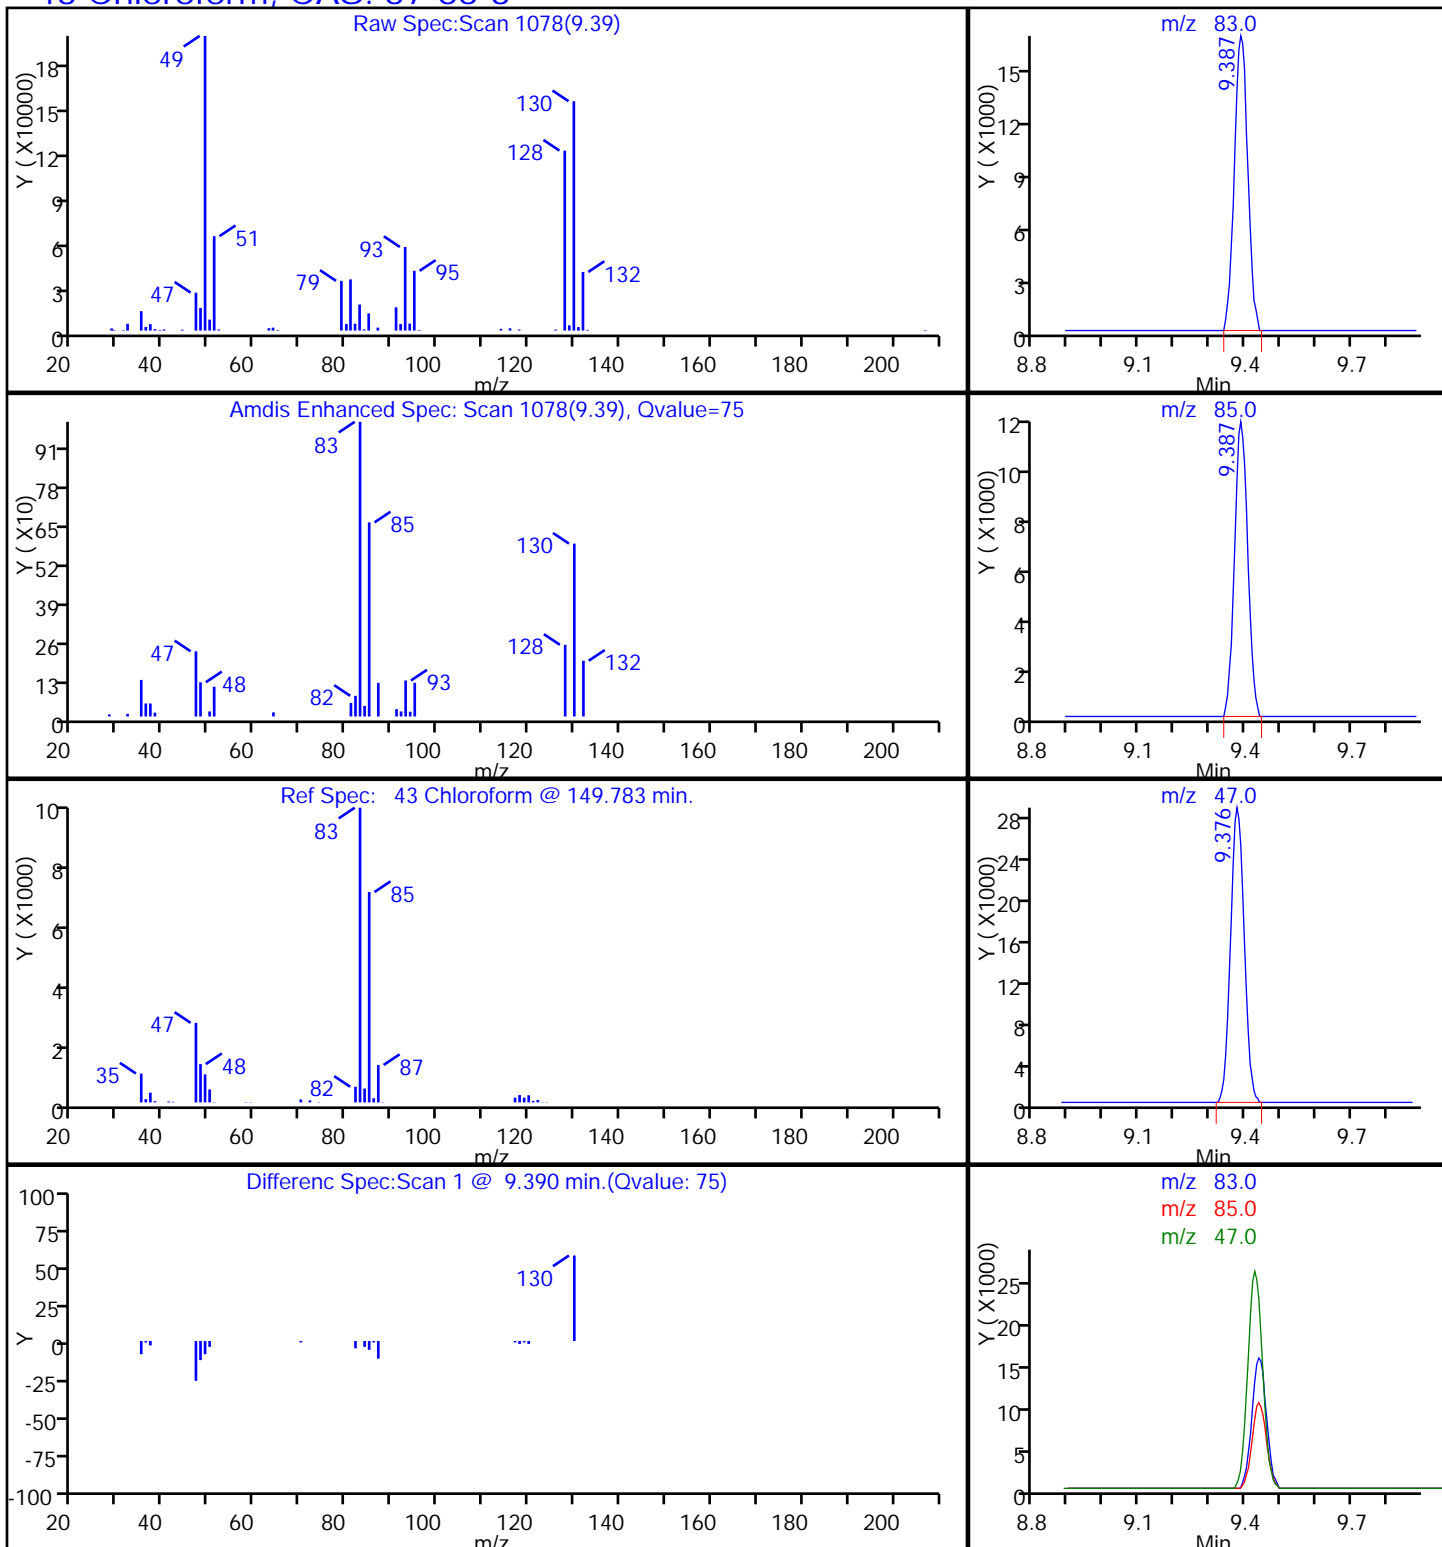 Chloroform,
Raw Spec:Scan 1078(9.39)
Y ( X10000)
18
15
12
9
6
3
0
49
51
47
79
93
95
128
130
132
20 40 60 80 100 120 140 160 180 200
m/z
m/z 83.0
Y ( X1000)
15
12
9
6
3
0
9.387
8.8 9.1 9.4 9.7
Min
Amdis Enhanced Spec: Scan 1078(9.39), Qvalue=75
Y ( X10)
91
78
65
52
39
26
13
0
83
85
47
48
82
93
128
130
132
20 40 60 80 100 120 140 160 180 200
m/z
m/z 85.0
Y ( X1000)
12
10
8
6
4
2
0
9.387
8.8 9.1 9.4 9.7
Min
Ref Spec: 43 Chloroform @ 149.783 min.
Y ( X1000)
10
8
6
4
2
0
83
85
47
48
35
82
87
20 40 60 80 100 120 140 160 180 200
m/z
m/z 47.0
Y ( X1000)
28
24
20
16
12
8
4
0
9.376
8.8 9.1 9.4 9.7
Min
Differenc Spec:Scan 1 @ 9.390 min.(Qvalue: 75)
Y
100
75
50
25
0
-25
-50
-75
-100
130
20 40 60 80 100 120 140 160 180 200
m/z
m/z 83.0
m/z 85.0
m/z 47.0
Y ( X1000)
25
20
15
10
5
0
8.8 9.1 9.4 9.7
Min